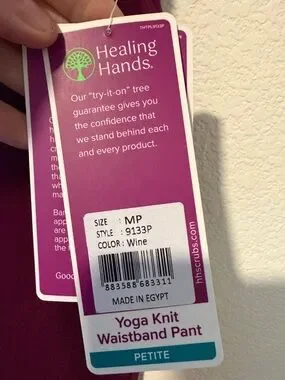 Healing
Hands®
Our "try-it-on" tree
guarantee gives you
the confidence that
we stand behind each
and every product.
SIZE : MP
STYLE : 9133P
COLOR : Wine
883588683311
MADE IN EGYPT
hhscrubs.com
Yoga Knit
Waistband Pant
PETITE
Good